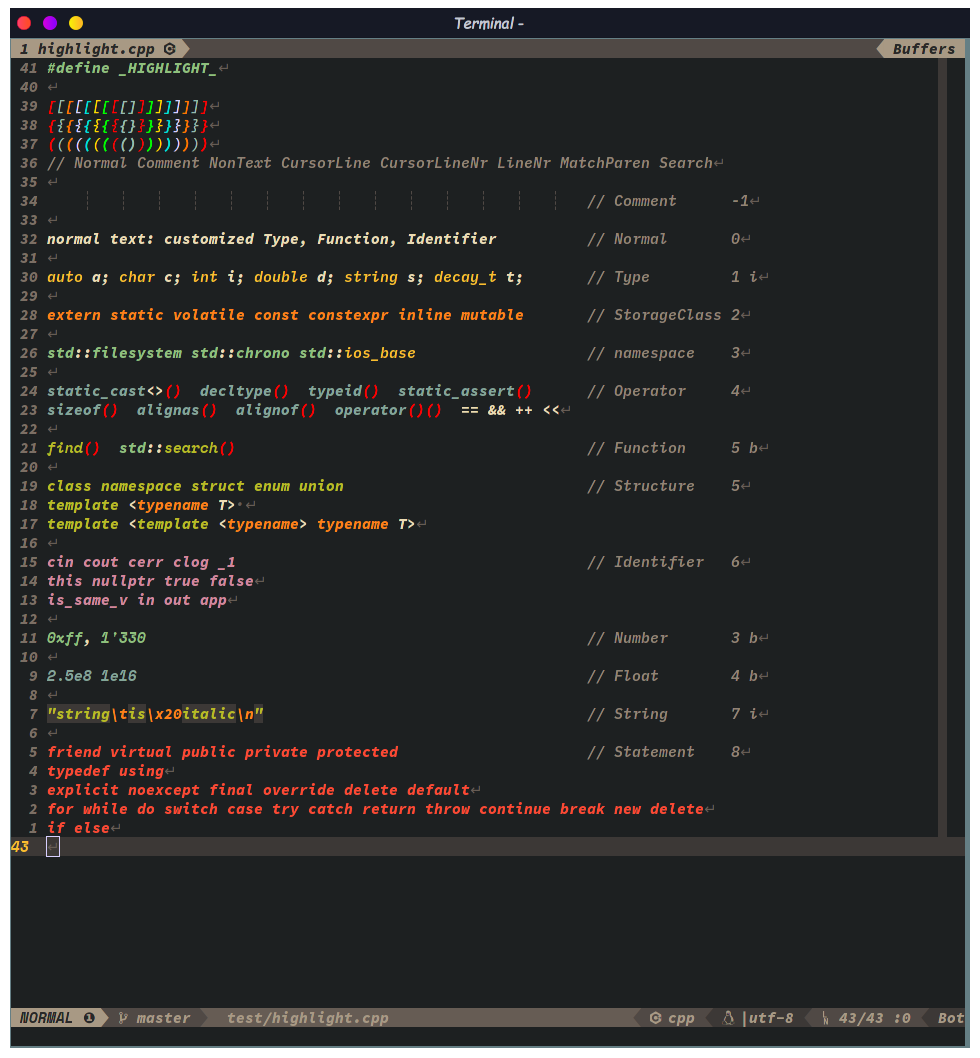 Terminal -
1 highlight.cpp Buffers
41 #define _HIGHLIGHT_↵
40 ↵
39 [[[[[[[[[[]]]]]]]]]]↵
38 {{{{{{{{{{}}}}}}}}}↵
37 ((((((((()))))))))↵
36 // Normal Comment NonText CursorLine CursorLineNr LineNr MatchParen Search↵
35 ↵
34 // Comment -1↵
33 ↵
32 normal text: customized Type, Function, Identifier // Normal 0↵
31 ↵
30 auto a; char c; int i; double d; string s; decay_t t; // Type 1 i↵
29 ↵
28 extern static volatile const constexpr inline mutable // StorageClass 2↵
27 ↵
26 std::filesystem std::chrono std::ios_base // namespace 3↵
25 ↵
24 static_cast<>() decltype() typeid() static_assert() // Operator 4↵
23 sizeof() alignas() alignof() operator()() == && ++ <<↵
22 ↵
21 find() std::search() // Function 5 b↵
20 ↵
19 class namespace struct enum union // Structure 5↵
18 template <typename T>·↵
17 template <template <typename> typename T>↵
16 ↵
15 cin cout cerr clog _1 // Identifier 6↵
14 this nullptr true false↵
13 is_same_v in out app↵
12 ↵
11 0xff, 1'330 // Number 3 b↵
10 ↵
9 2.5e8 1e16 // Float 4 b↵
8 ↵
7 "string\tis\x20italic\n" // String 7 i↵
6 ↵
5 friend virtual public private protected // Statement 8↵
4 typedef using↵
3 explicit noexcept final override delete default↵
2 for while do switch case try catch return throw continue break new delete↵
1 if else↵
43 ↵
NORMAL ❶ master test/highlight.cpp cpp |utf-8 43/43 :0 Bot